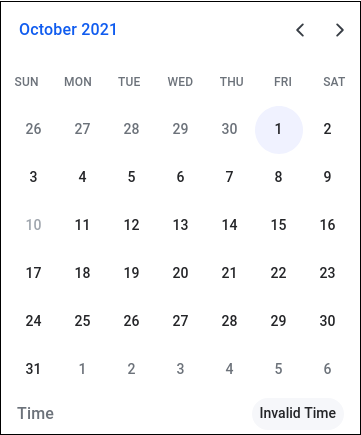 October 2021
SUN MON TUE WED THU FRI SAT
26 27 28 29 30 1 2
3 4 5 6 7 8 9
10 11 12 13 14 15 16
17 18 19 20 21 22 23
24 25 26 27 28 29 30
31 1 2 3 4 5 6
Time Invalid Time